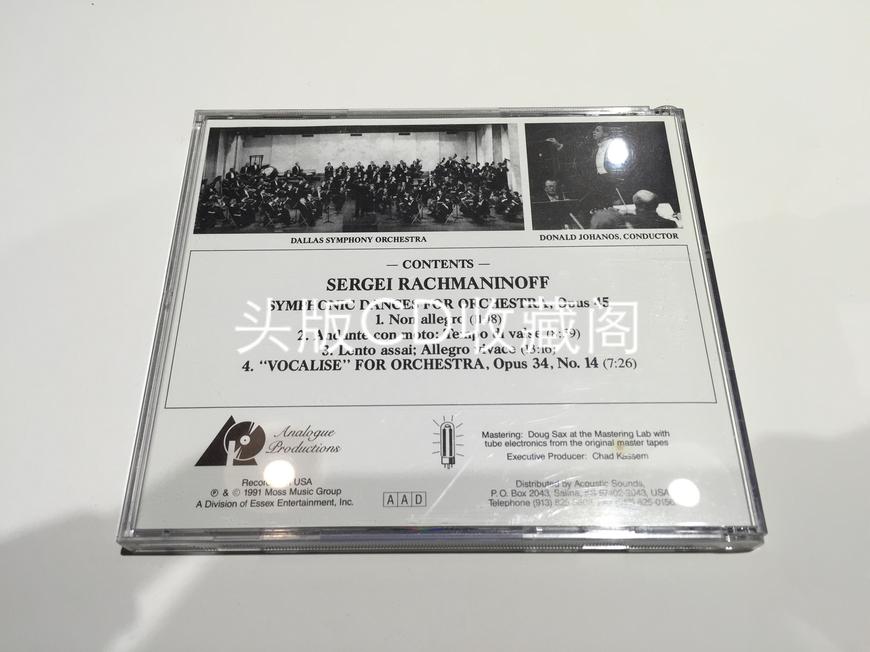 DALLAS SYMPHONY ORCHESTRA
DONALD JOHANOS, CONDUCTOR
— CONTENTS —
SERGEI RACHMANINOFF
SYMPHONIC DANCES FOR ORCHESTRA, Opus 45
1. Non allegro
2. Andante con moto; Tempo di valse
3. Lento assai; Allegro vivace
4. “VOCALISE” FOR ORCHESTRA, Opus 34, No. 14 (7:26)
头版CD收藏阁
Analogue
Productions
Mastering: Doug Sax at the Mastering Lab with
tube electronics from the original master tapes
Executive Producer: Chad Kassem
USA
℗ & © 1991 Moss Music Group
A Division of Essex Entertainment, Inc.
AAD
Distributed by Acoustic Sounds,
P.O. Box 2043, Salina, USA
Telephone (913)